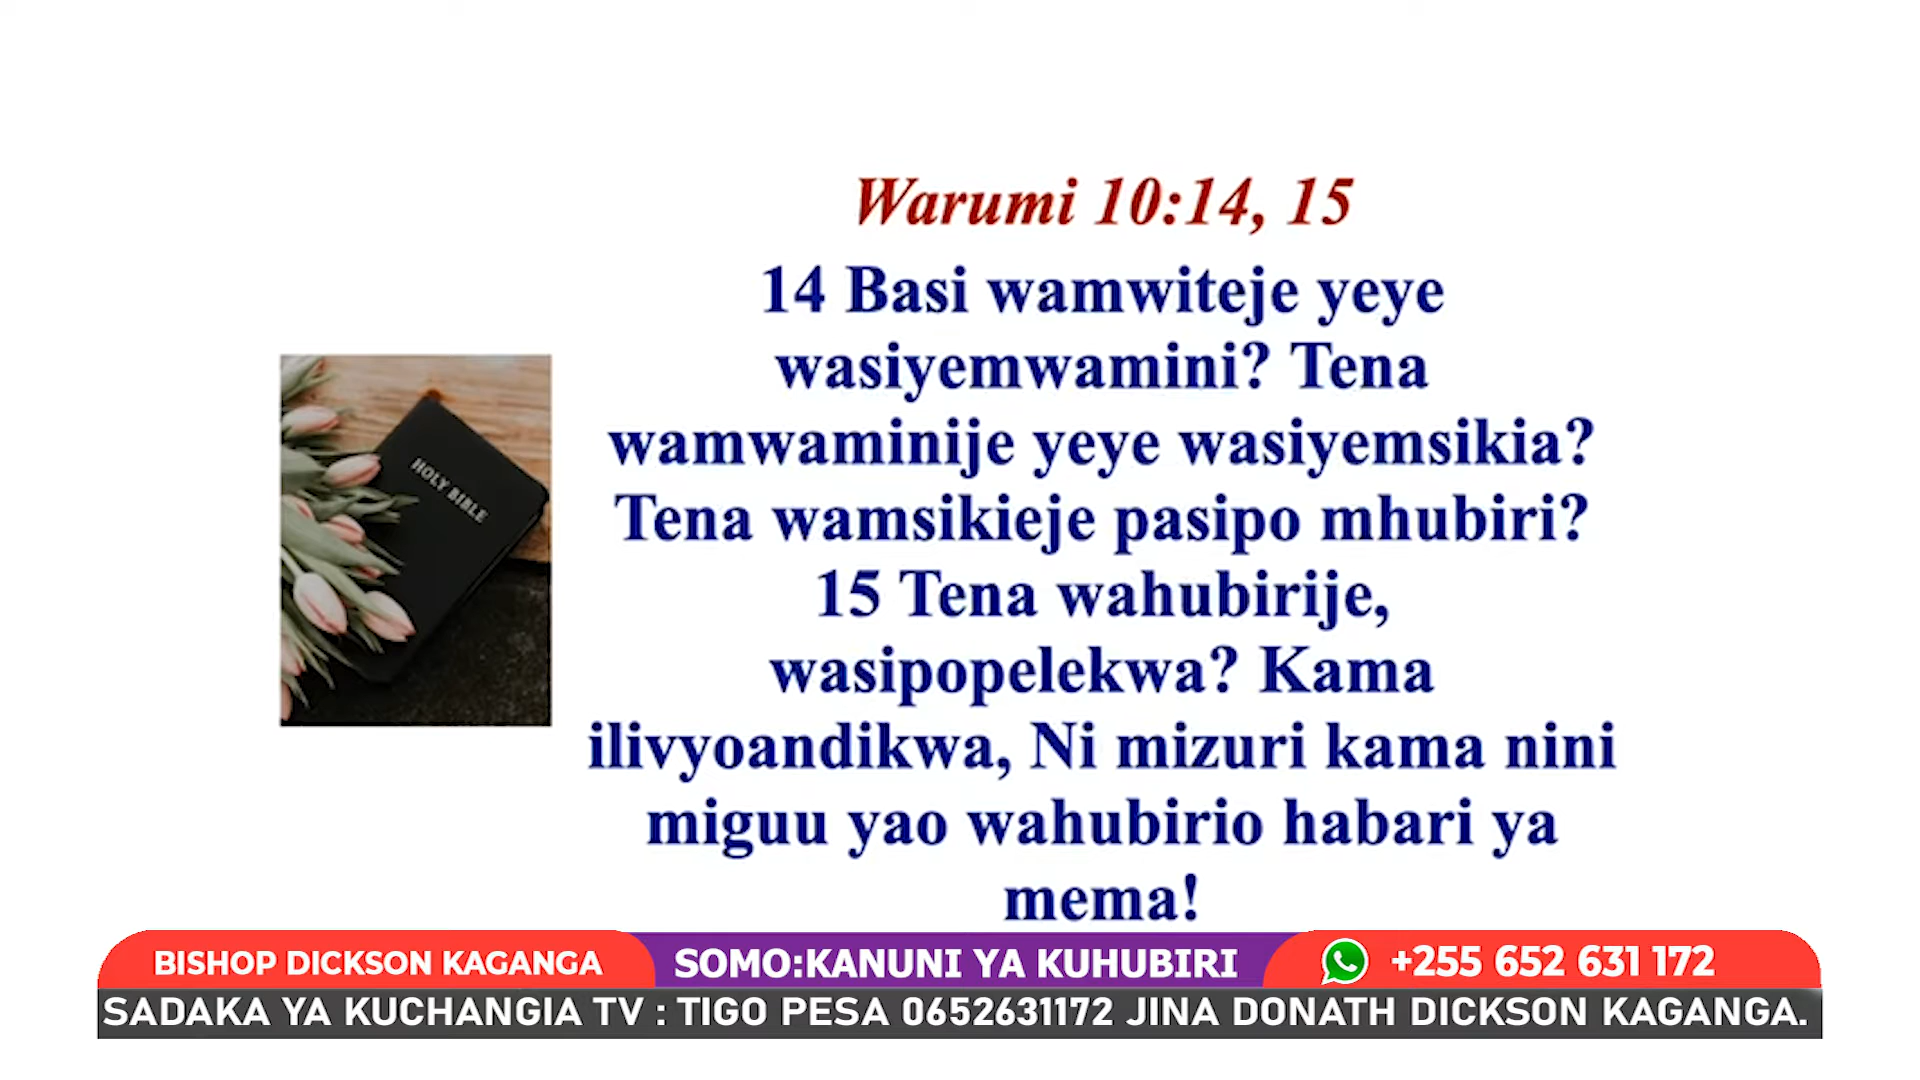 Warumi 10:14, 15
14 Basi wamwiteje yeye
wasiyemwamini? Tena
wamwaminije yeye wasiyemsikia?
Tena wamsikieje pasipo mhubiri?
15 Tena wahubirije,
wasipopelekwa? Kama
ilivyoandikwa, Ni mizuri kama nini
miguu yao wahubirio habari ya
mema!
HOLY BIBLE
BISHOP DICKSON KAGANGA
SOMO:KANUNI YA KUHUBIRI
+255 652 631 172
SADAKA YA KUCHANGIA TV : TIGO PESA 0652631172 JINA DONATH DICKSON KAGANGA.